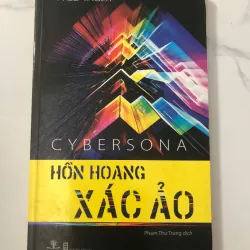 CYBERSONA
HỒN HOANG
XÁC ẢO
Phạm Thu Trang dịch